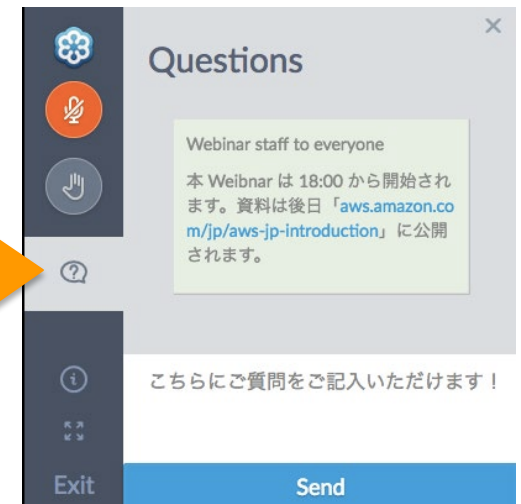 Questions
Webinar staff to everyone
本 Weibnar は 18:00 から開始され
ます。資料は後日「aws.amazon.co
m/jp/aws-jp-introduction」に公開
されます。
こちらにご質問をご記入いただけます！
Exit
Send